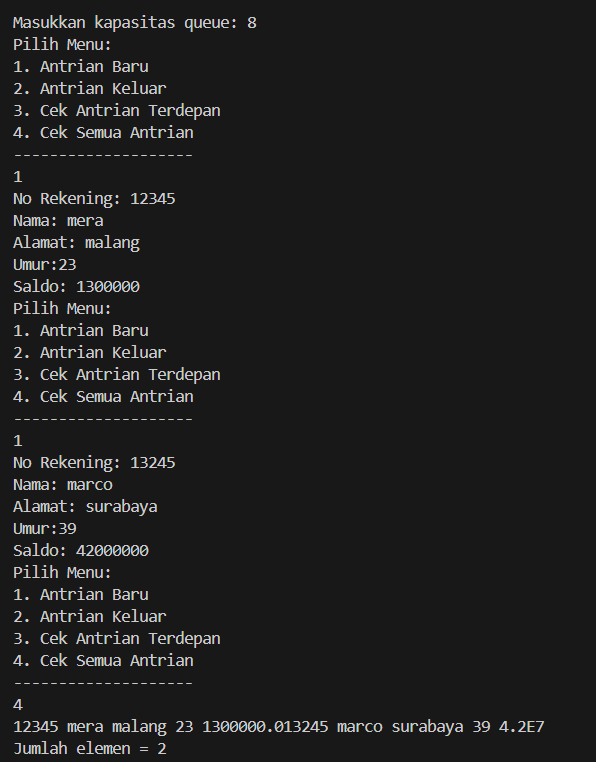 Masukkan kapasitas queue: 8
Pilih Menu:
1. Antrian Baru
2. Antrian Keluar
3. Cek Antrian Terdepan
4. Cek Semua Antrian
--------------------
1
No Rekening: 12345
Nama: mera
Alamat: malang
Umur:23
Saldo: 1300000
Pilih Menu:
1. Antrian Baru
2. Antrian Keluar
3. Cek Antrian Terdepan
4. Cek Semua Antrian
--------------------
1
No Rekening: 13245
Nama: marco
Alamat: surabaya
Umur:39
Saldo: 42000000
Pilih Menu:
1. Antrian Baru
2. Antrian Keluar
3. Cek Antrian Terdepan
4. Cek Semua Antrian
--------------------
4
12345 mera malang 23 1300000.013245 marco surabaya 39 4.2E7
Jumlah elemen = 2